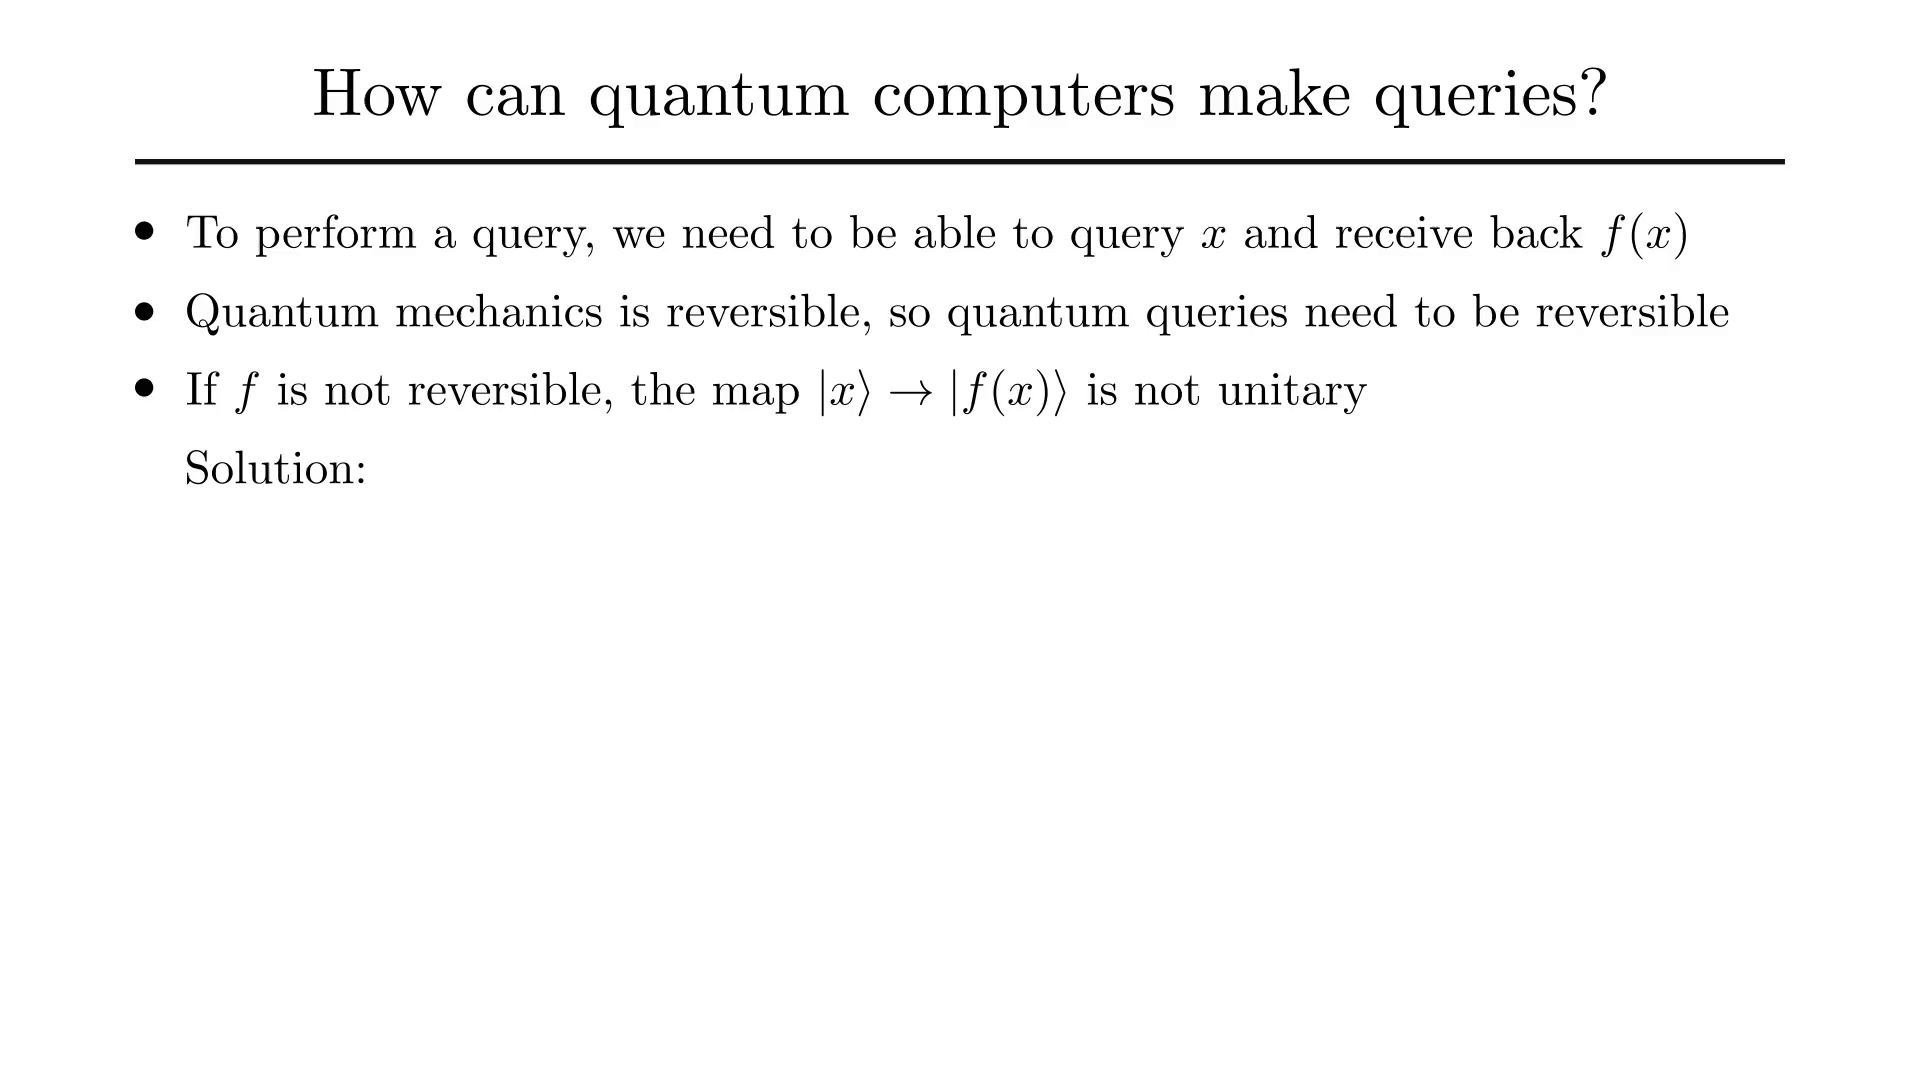 How can quantum computers make queries?
• To perform a query, we need to be able to query x and receive back f(x)
• Quantum mechanics is reversible, so quantum queries need to be reversible
• If f is not reversible, the map |x⟩ → |f(x)⟩ is not unitary
Solution: